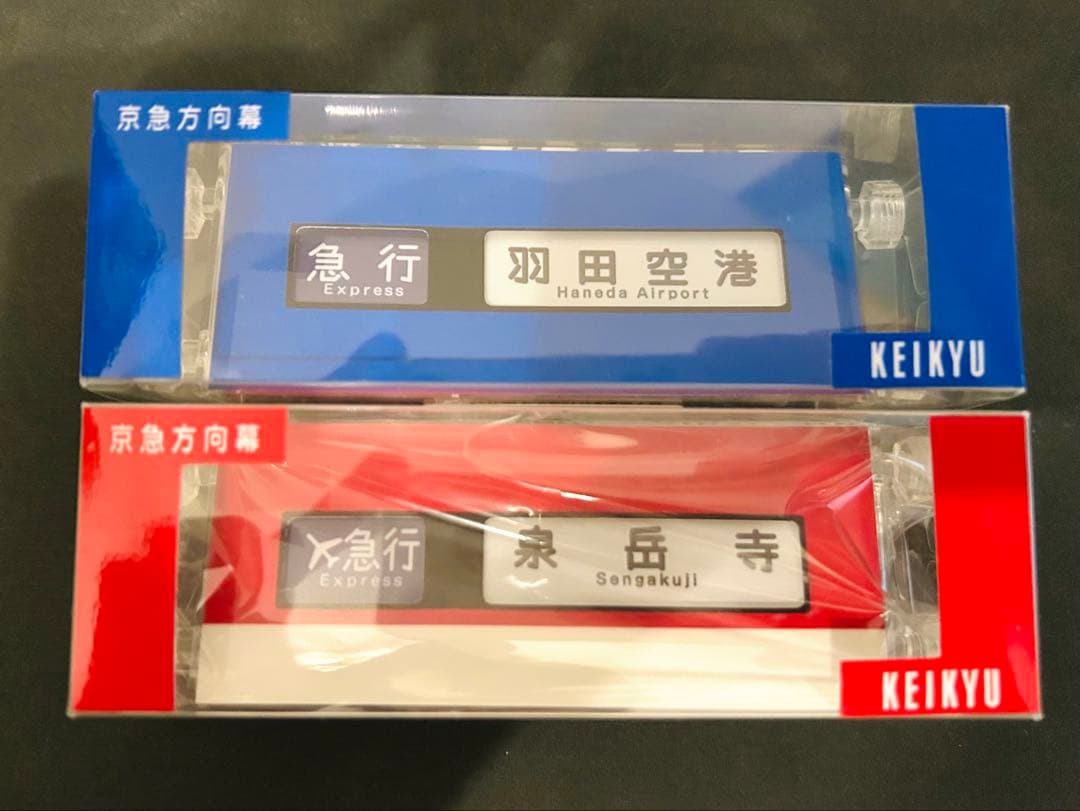 京急方向幕
急行
Express
羽田空港
Haneda Airport
KEIKYU
京急方向幕
急行
Express
泉岳寺
Sengakuji
KEIKYU